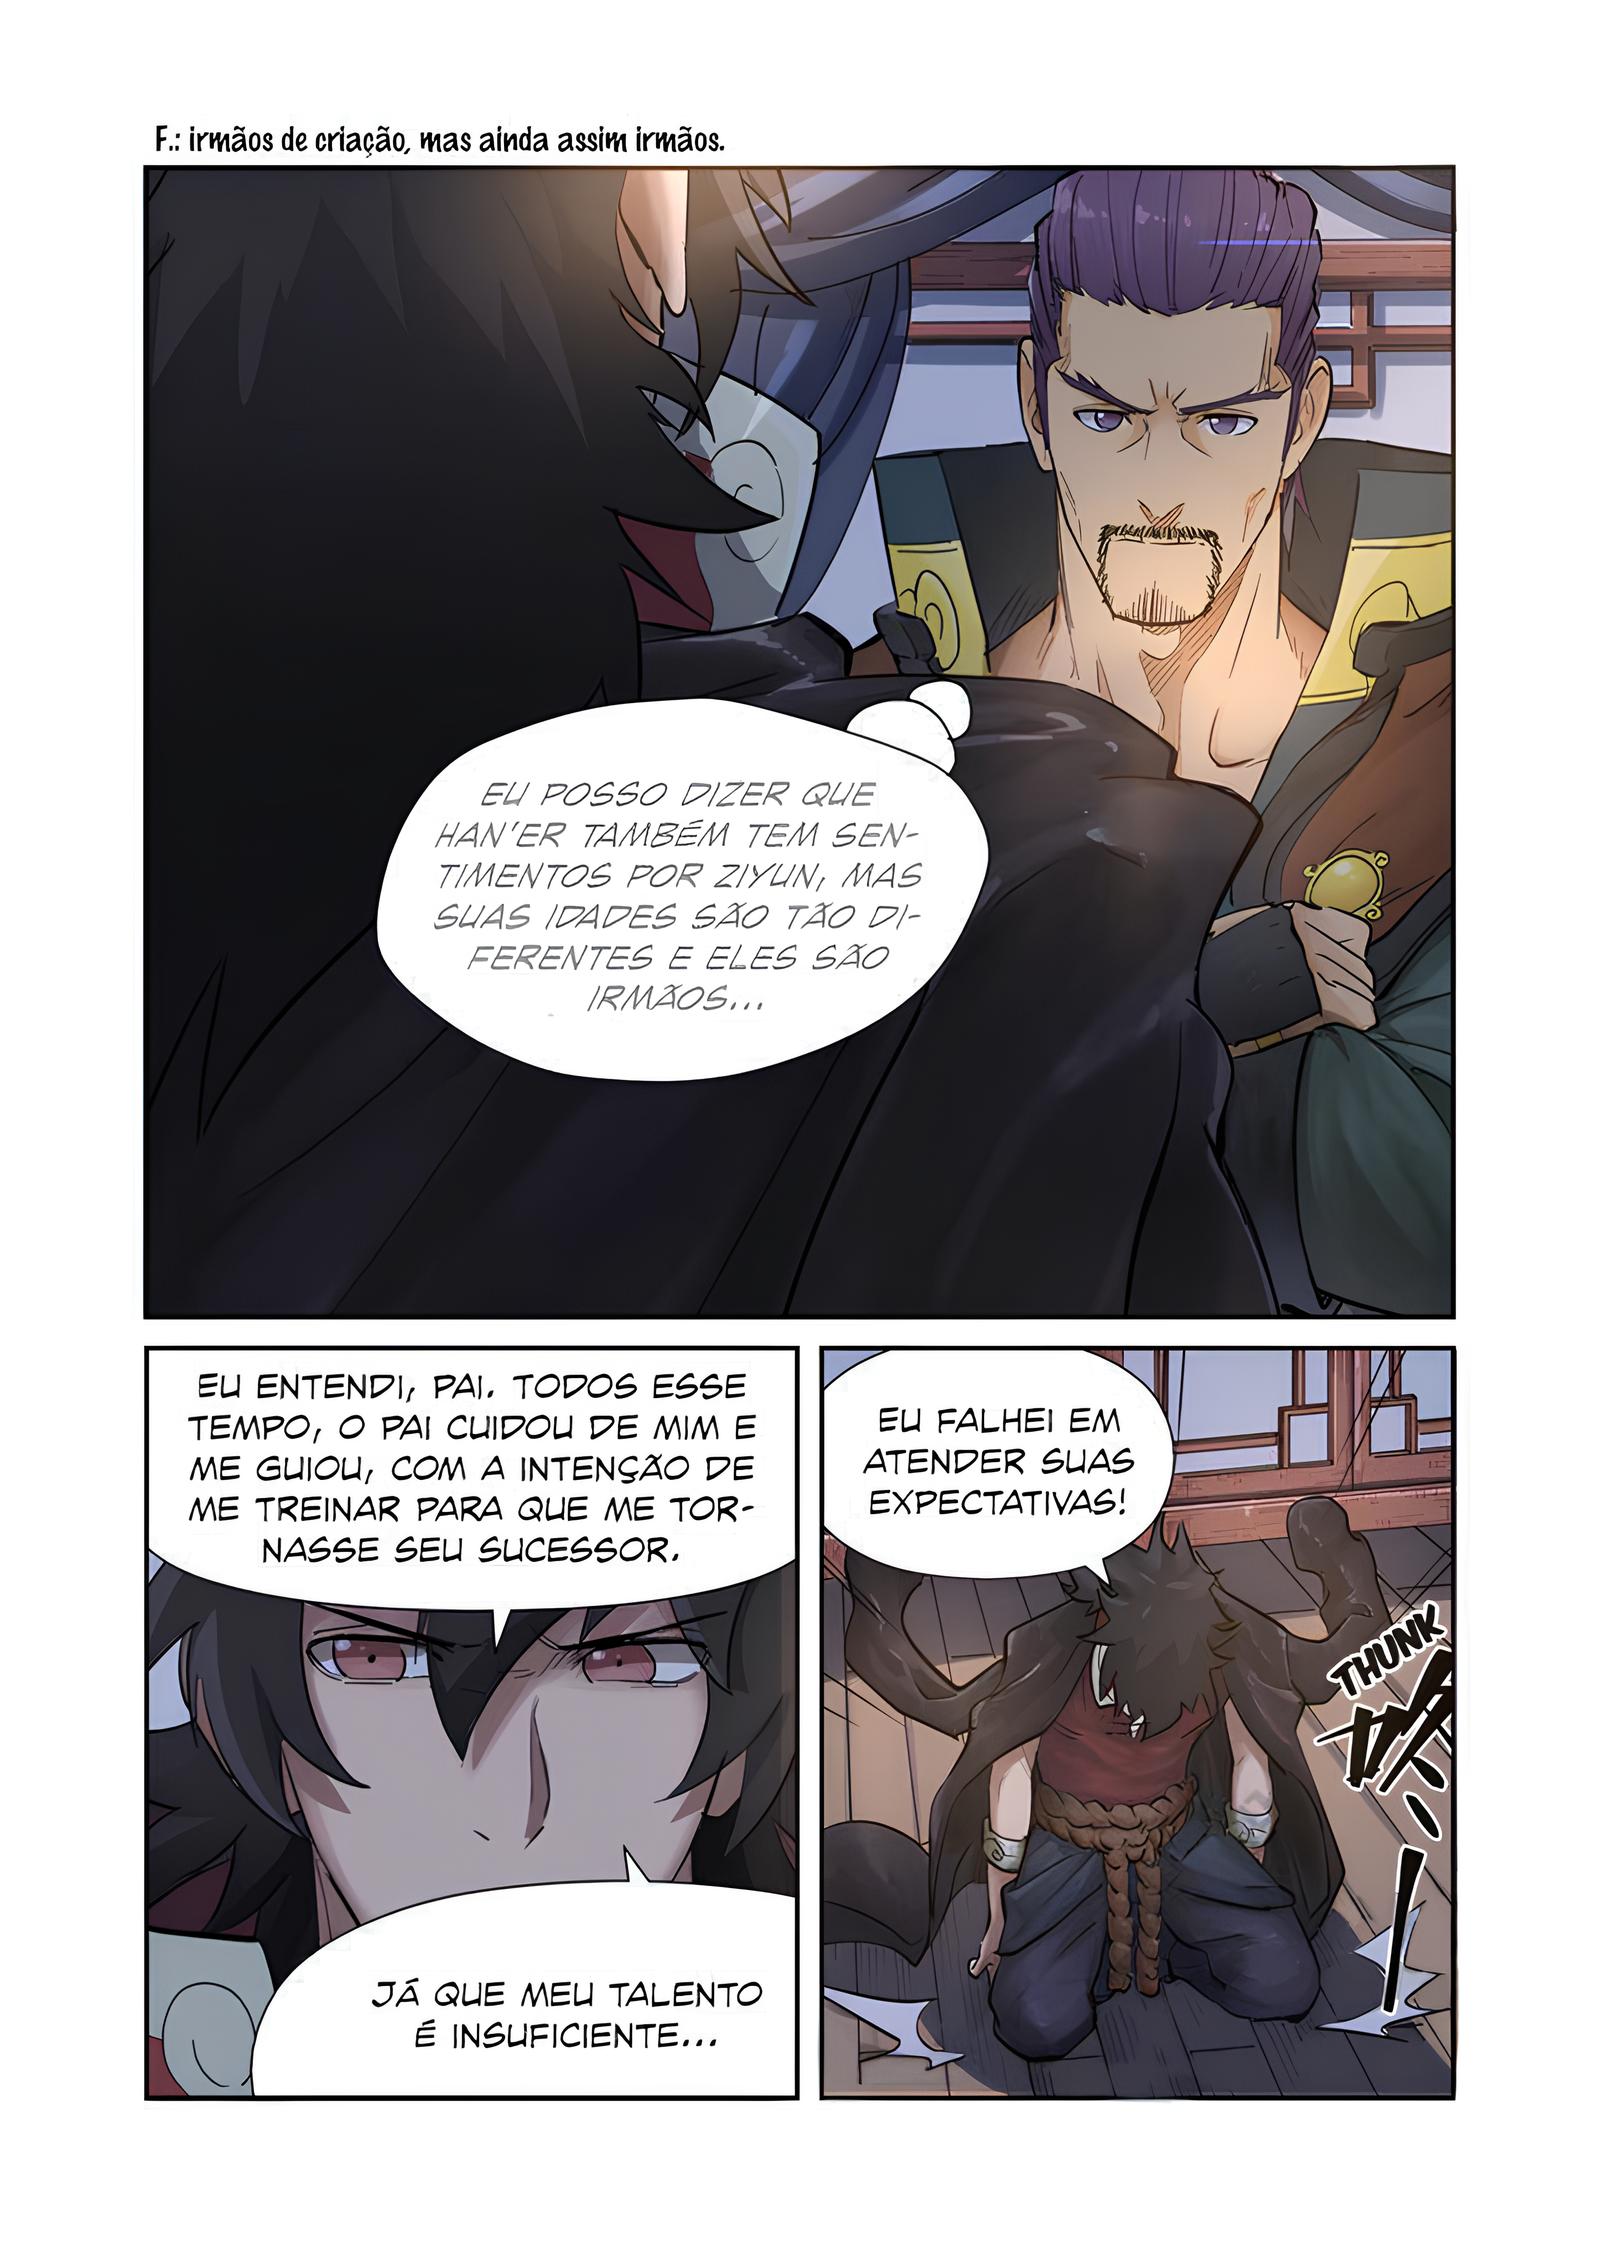 F.: irmãos de criação, mas ainda assim irmãos.
EU POSSO DIZER QUE
HAN'ER TAMBÉM TEM SEN-
TIMENTOS POR ZIYUN, MAS
SUAS IDADES SÃO TÃO DI-
FERENTES E ELES SÃO
IRMÃOS...
EU ENTENDI, PAI. TODOS ESSE
TEMPO, O PAI CUIDOU DE MIM E
ME GUIOU, COM A INTENÇÃO DE
ME TREINAR PARA QUE ME TOR-
NASSE SEU SUCESSOR.
JÁ QUE MEU TALENTO
É INSUFICIENTE...
EU FALHEI EM
ATENDER SUAS
EXPECTATIVAS!
THUNK